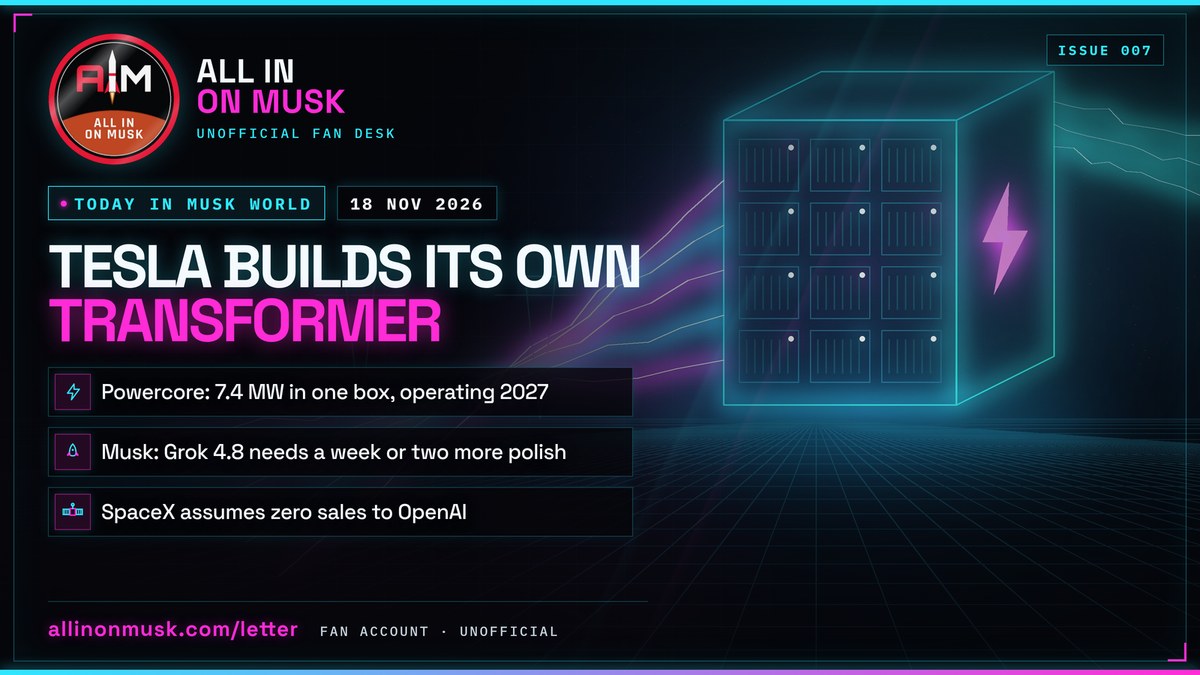 AiM
ALL IN
ON MUSK
ALL IN
ON MUSK
UNOFFICIAL FAN DESK
ISSUE 007
TODAY IN MUSK WORLD
18 NOV 2026
TESLA BUILDS ITS OWN
TRANSFORMER
Powercore: 7.4 MW in one box, operating 2027
Musk: Grok 4.8 needs a week or two more polish
SpaceX assumes zero sales to OpenAI
allinonmusk.com/letter
FAN ACCOUNT · UNOFFICIAL